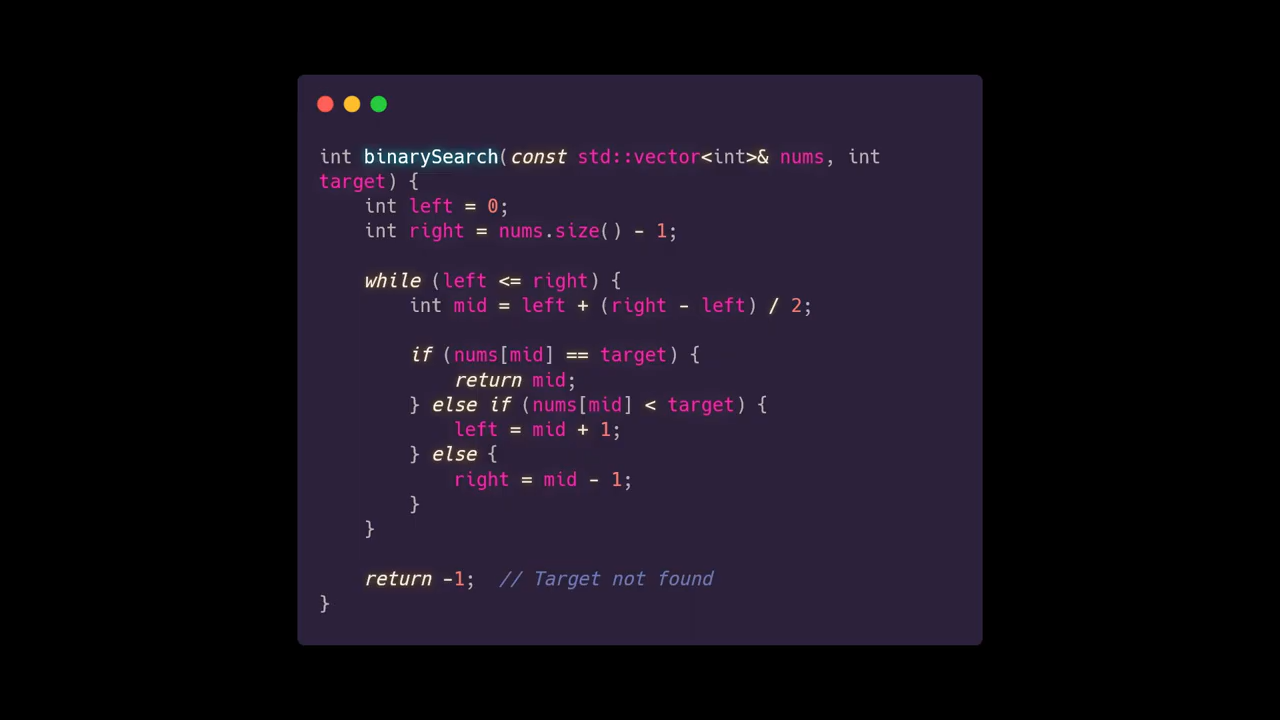 int binarySearch(const std::vector<int>& nums, int
target) {
    int left = 0;
    int right = nums.size() - 1;

    while (left <= right) {
        int mid = left + (right - left) / 2;

        if (nums[mid] == target) {
            return mid;
        } else if (nums[mid] < target) {
            left = mid + 1;
        } else {
            right = mid - 1;
        }
    }

    return -1;  // Target not found
}